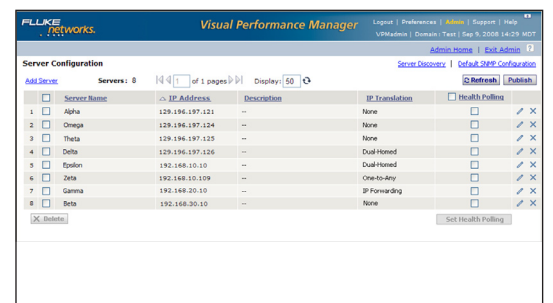 FLUKE networks.
Visual Performance Manager
Logout | Preferences | Admin | Support | Help
VPMadmin | Domain: Test | Sep 9, 2008 14:29 MDT
Admin Home | Exit Admin ?
Server Configuration
Server Discovery | Default SNMP Configuration
Add Server Servers: 8 1 of 1 pages Display: 50 Refresh Publish
Server Name IP Address Description IP Translation Health Polling
1 Alpha 129.196.197.121 -- None
2 Omega 129.196.197.124 -- None
3 Theta 129.196.197.125 -- None
4 Delta 129.196.197.126 -- Dual-Homed
5 Epsilon 192.168.10.10 -- Dual-Homed
6 Zeta 192.168.10.109 -- One-to-Any
7 Gamma 192.168.20.10 -- IP Forwarding
8 Beta 192.168.30.10 -- None
X Delete Set Health Polling